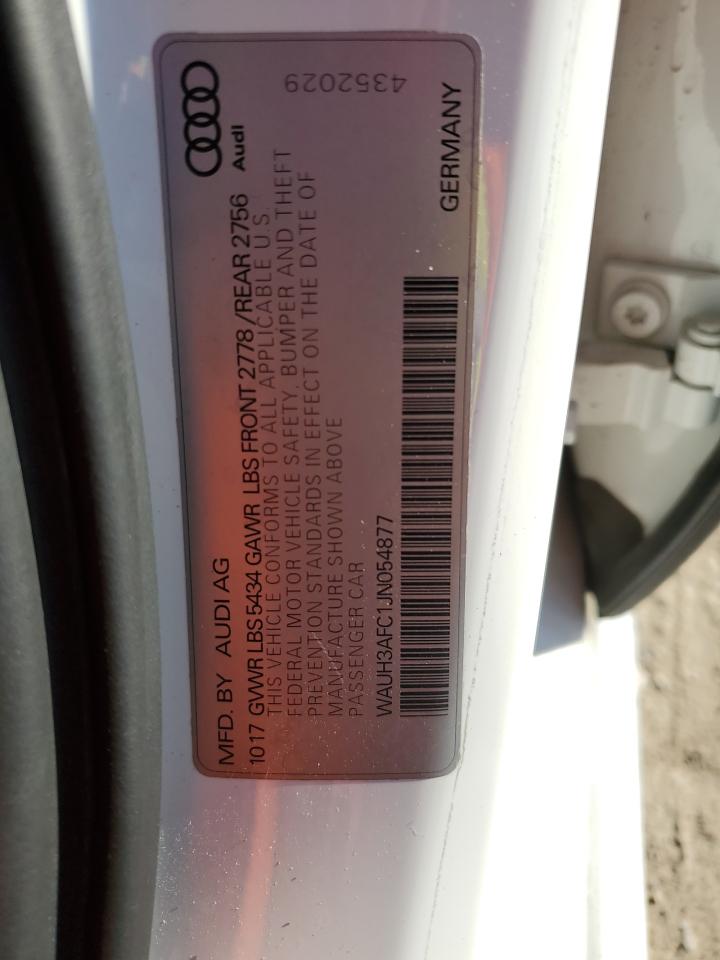 MFD. BY AUDI AG
Audi
1017 GVWR LBS 5434 GAWR LBS FRONT 2778 /REAR 2756
THIS VEHICLE CONFORMS TO ALL APPLICABLE U.S.
FEDERAL MOTOR VEHICLE SAFETY, BUMPER AND THEFT
PREVENTION STANDARDS IN EFFECT ON THE DATE OF
MANUFACTURE SHOWN ABOVE
4352029
PASSENGER CAR
WAUH3AFC1JN054877
GERMANY